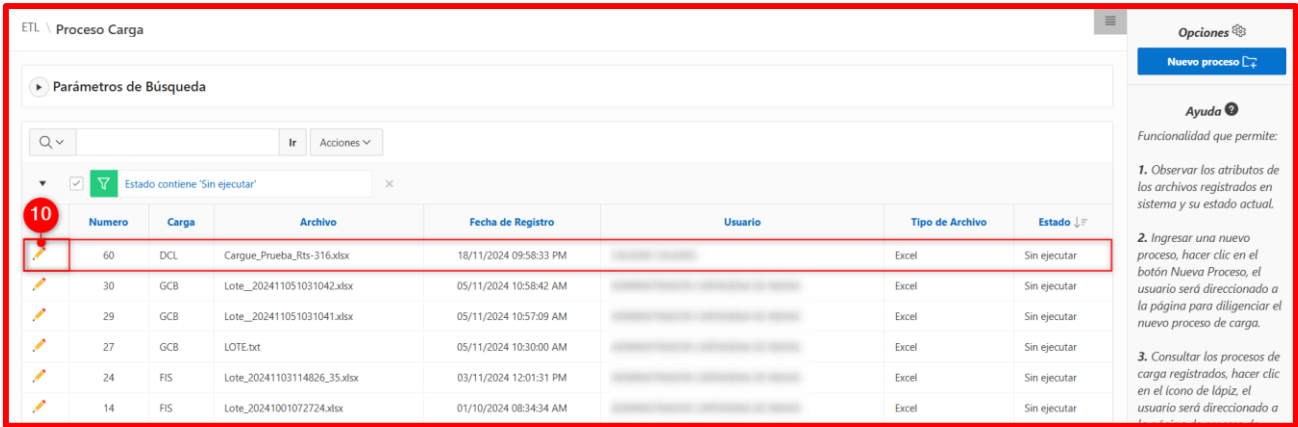 ETL \ Proceso Carga
Opciones
Nuevo proceso
Parámetros de Búsqueda
Ayuda
Funcionalidad que permite:
1. Observar los atributos de
los archivos registrados en
sistema y su estado actual.
2. Ingresar una nuevo
proceso, hacer clic en el
botón Nueva Proceso, el
usuario será direccionado a
la página para diligenciar el
nuevo proceso de carga.
3. Consultar los procesos de
carga registrados, hacer clic
en el ícono de lápiz, el
usuario será direccionado a
la página de proceso de
Ir Acciones
Estado contiene 'Sin ejecutar'
10
Numero Carga Archivo Fecha de Registro Usuario Tipo de Archivo Estado
60 DCL Cargue_Prueba_Rts-316.xlsx 18/11/2024 09:58:33 PM Excel Sin ejecutar
30 GCB Lote__202411051031042.xlsx 05/11/2024 10:58:42 AM Excel Sin ejecutar
29 GCB Lote__202411051031041.xlsx 05/11/2024 10:57:09 AM Excel Sin ejecutar
27 GCB LOTE.txt 05/11/2024 10:30:00 AM Excel Sin ejecutar
24 FIS Lote_20241103114826_35.xlsx 03/11/2024 12:01:31 PM Excel Sin ejecutar
14 FIS Lote_20241001072724.xlsx 01/10/2024 08:34:34 AM Excel Sin ejecutar